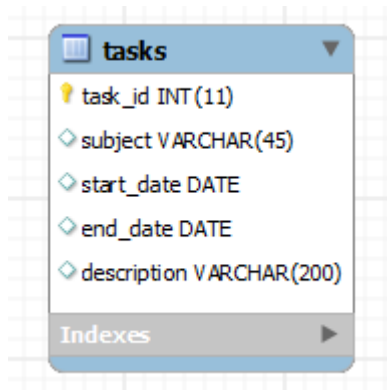 tasks
task_id INT(11)
subject VARCHAR(45)
start_date DATE
end_date DATE
description VARCHAR(200)
Indexes